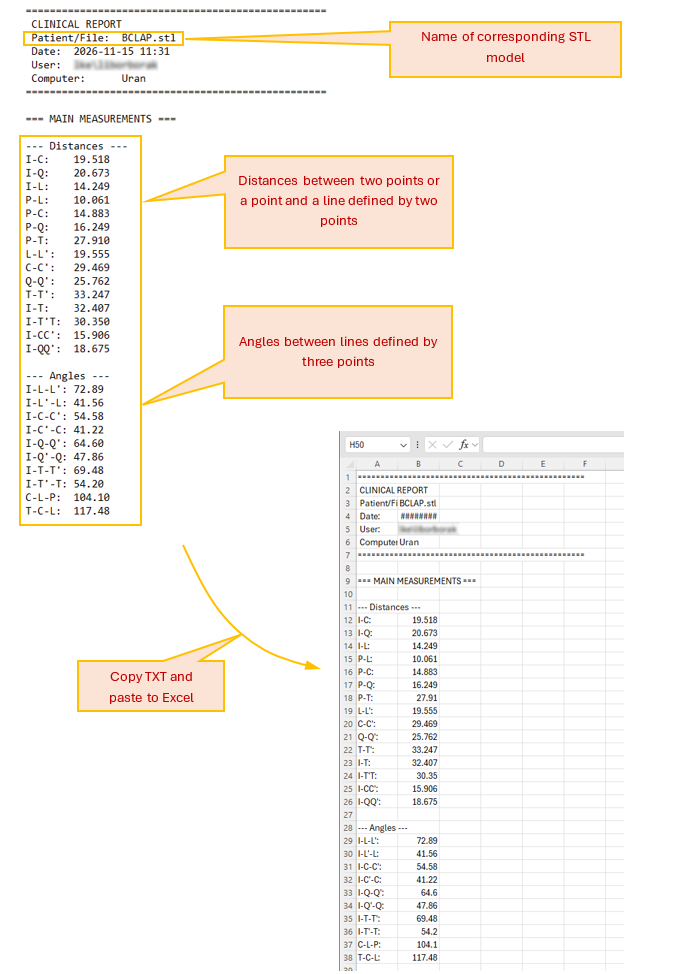 ==================================================
CLINICAL REPORT
Patient/File: BCLAP.stl
Date: 2026-11-15 11:31
User:
Computer: Uran
==================================================
Name of corresponding STL
model
=== MAIN MEASUREMENTS ===
--- Distances ---
I-C: 19.518
I-Q: 20.673
I-L: 14.249
P-L: 10.061
P-C: 14.883
P-Q: 16.249
P-T: 27.910
L-L': 19.555
C-C': 29.469
Q-Q': 25.762
T-T': 33.247
I-T: 32.407
I-T'T: 30.350
I-CC': 15.906
I-QQ': 18.675
Distances between two points or
a point and a line defined by two
points
--- Angles ---
I-L-L': 72.89
I-L'-L: 41.56
I-C-C': 54.58
I-C'-C: 41.22
I-Q-Q': 64.60
I-Q'-Q: 47.86
I-T-T': 69.48
I-T'-T: 54.20
C-L-P: 104.10
T-C-L: 117.48
Angles between lines defined by
three points
Copy TXT and
paste to Excel
H50 fx
A B C D E F
1 ==================================================
2 CLINICAL REPORT
3 Patient/Fi BCLAP.stl
4 Date: ########
5 User:
6 Computer Uran
7 ==================================================
8
9 === MAIN MEASUREMENTS ===
10
11 --- Distances ---
12 I-C: 19.518
13 I-Q: 20.673
14 I-L: 14.249
15 P-L: 10.061
16 P-C: 14.883
17 P-Q: 16.249
18 P-T: 27.91
19 L-L': 19.555
20 C-C': 29.469
21 Q-Q': 25.762
22 T-T': 33.247
23 I-T: 32.407
24 I-T'T: 30.35
25 I-CC': 15.906
26 I-QQ': 18.675
27
28 --- Angles ---
29 I-L-L': 72.89
30 I-L'-L: 41.56
31 I-C-C': 54.58
32 I-C'-C: 41.22
33 I-Q-Q': 64.6
34 I-Q'-Q: 47.86
35 I-T-T': 69.48
36 I-T'-T: 54.2
37 C-L-P: 104.1
38 T-C-L: 117.48